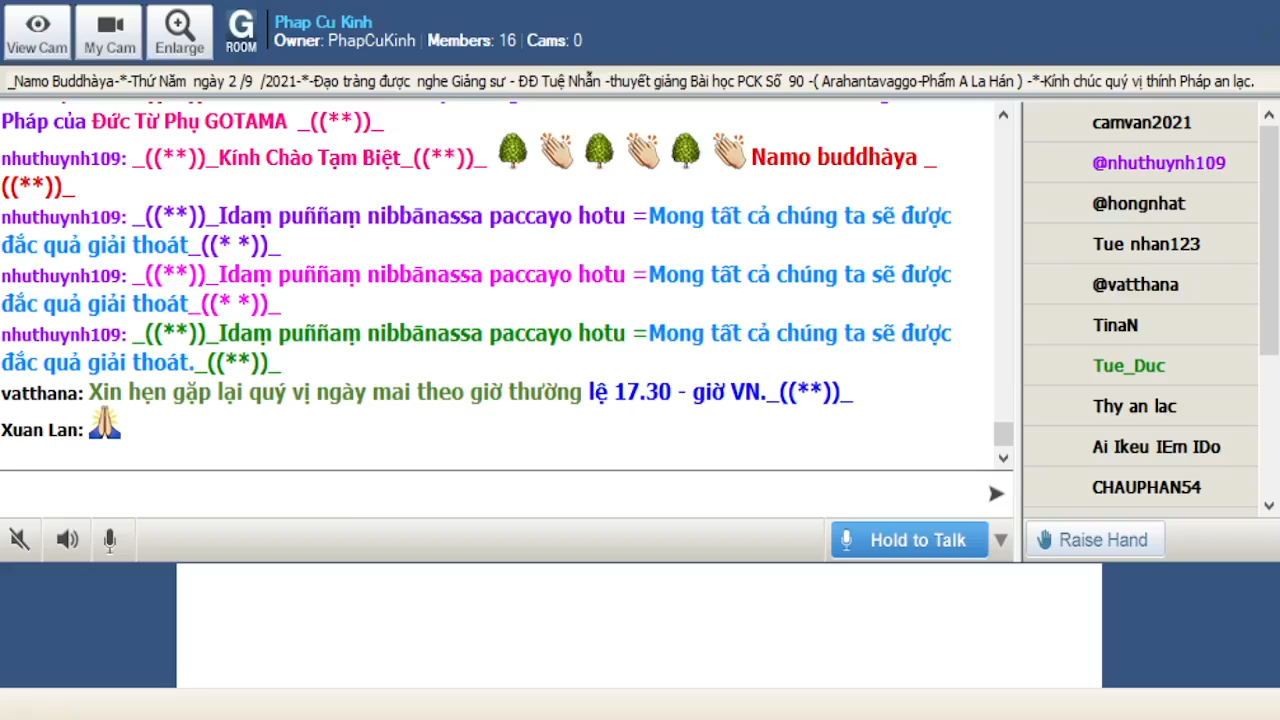 View Cam
My Cam
Enlarge
G
ROOM
Phap Cu Kinh
Owner: PhapCuKinh | Members: 16 | Cams: 0
_Namo Buddhàya-*-Thứ Năm ngày 2 /9 /2021-*-Đạo tràng được nghe Giảng sư - ĐĐ Tuệ Nhẫn -thuyết giảng Bài học PCK Số 90 -( Arahantavaggo-Phẩm A La Hán ) -*-Kính chúc quý vị thính Pháp an lạc.
Pháp của Đức Từ Phụ GOTAMA _((**))_
nhuthuynh109: _((**))_Kính Chào Tạm Biệt_((**))_ Namo buddhàya _
((**))_
nhuthuynh109: _((**))_Idaṃ puññaṃ nibbānassa paccayo hotu =Mong tất cả chúng ta sẽ được
đắc quả giải thoát_((* *))_
nhuthuynh109: _((**))_Idaṃ puññaṃ nibbānassa paccayo hotu =Mong tất cả chúng ta sẽ được
đắc quả giải thoát_((* *))_
nhuthuynh109: _((**))_Idaṃ puññaṃ nibbānassa paccayo hotu =Mong tất cả chúng ta sẽ được
đắc quả giải thoát._((**))_
vatthana: Xin hẹn gặp lại quý vị ngày mai theo giờ thường lệ 17.30 - giờ VN._((**))_
Xuan Lan:
camvan2021
@nhuthuynh109
@hongnhat
Tue nhan123
@vatthana
TinaN
Tue_Duc
Thy an lac
Ai Ikeu IEm IDo
CHAUPHAN54
Hold to Talk
Raise Hand